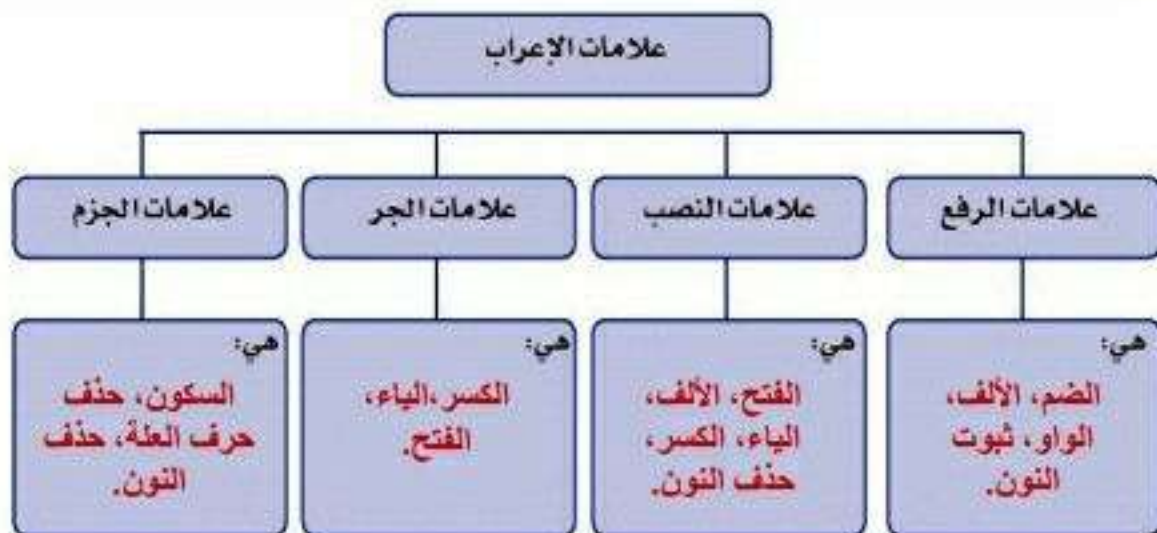 علامات الإعراب
علامات الرفع
علامات النصب
علامات الجر
علامات الجزم
هي:
الضم، الألف،
الواو، ثبوت
النون.
هي:
الفتح، الألف،
الياء، الكسر،
حذف النون.
هي:
الكسر،الياء،
الفتح.
هي:
السكون، حذف
حرف العلة، حذف
النون.